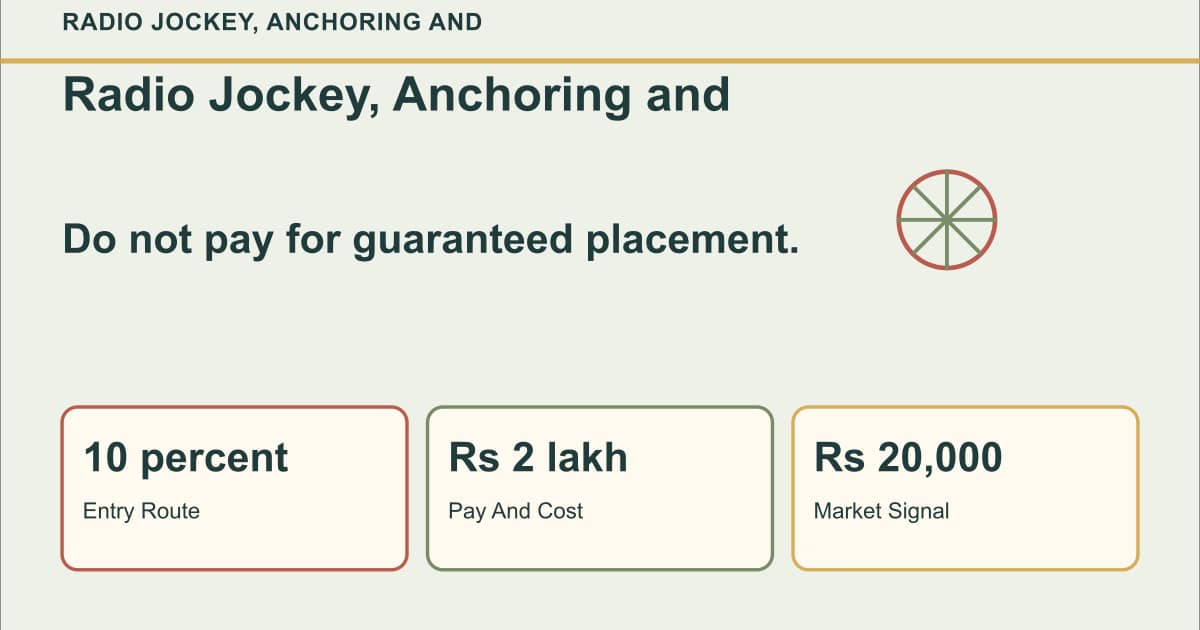 RADIO JOCKEY, ANCHORING AND
Radio Jockey, Anchoring and
Do not pay for guaranteed placement.
10 percent
Entry Route
Rs 2 lakh
Pay And Cost
Rs 20,000
Market Signal